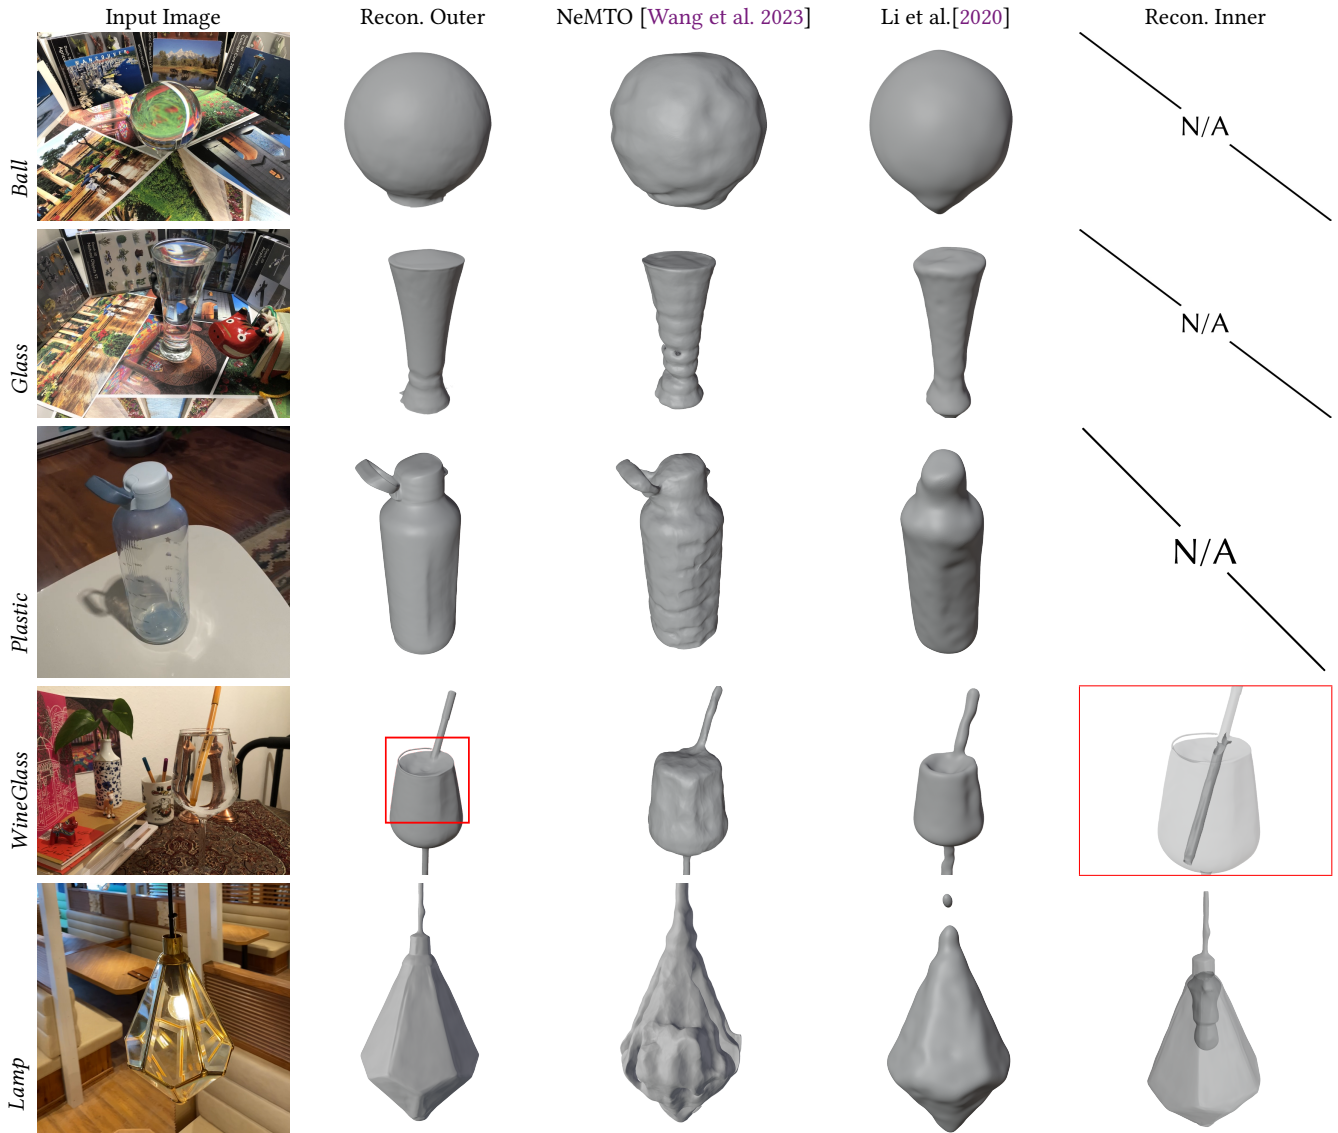 Input Image
Recon. Outer
NeMTO [Wang et al. 2023]
Li et al.[2020]
Recon. Inner
Ball
VANCOUVER
N/A
Glass
N/A
Plastic
N/A
WineGlass
Lamp